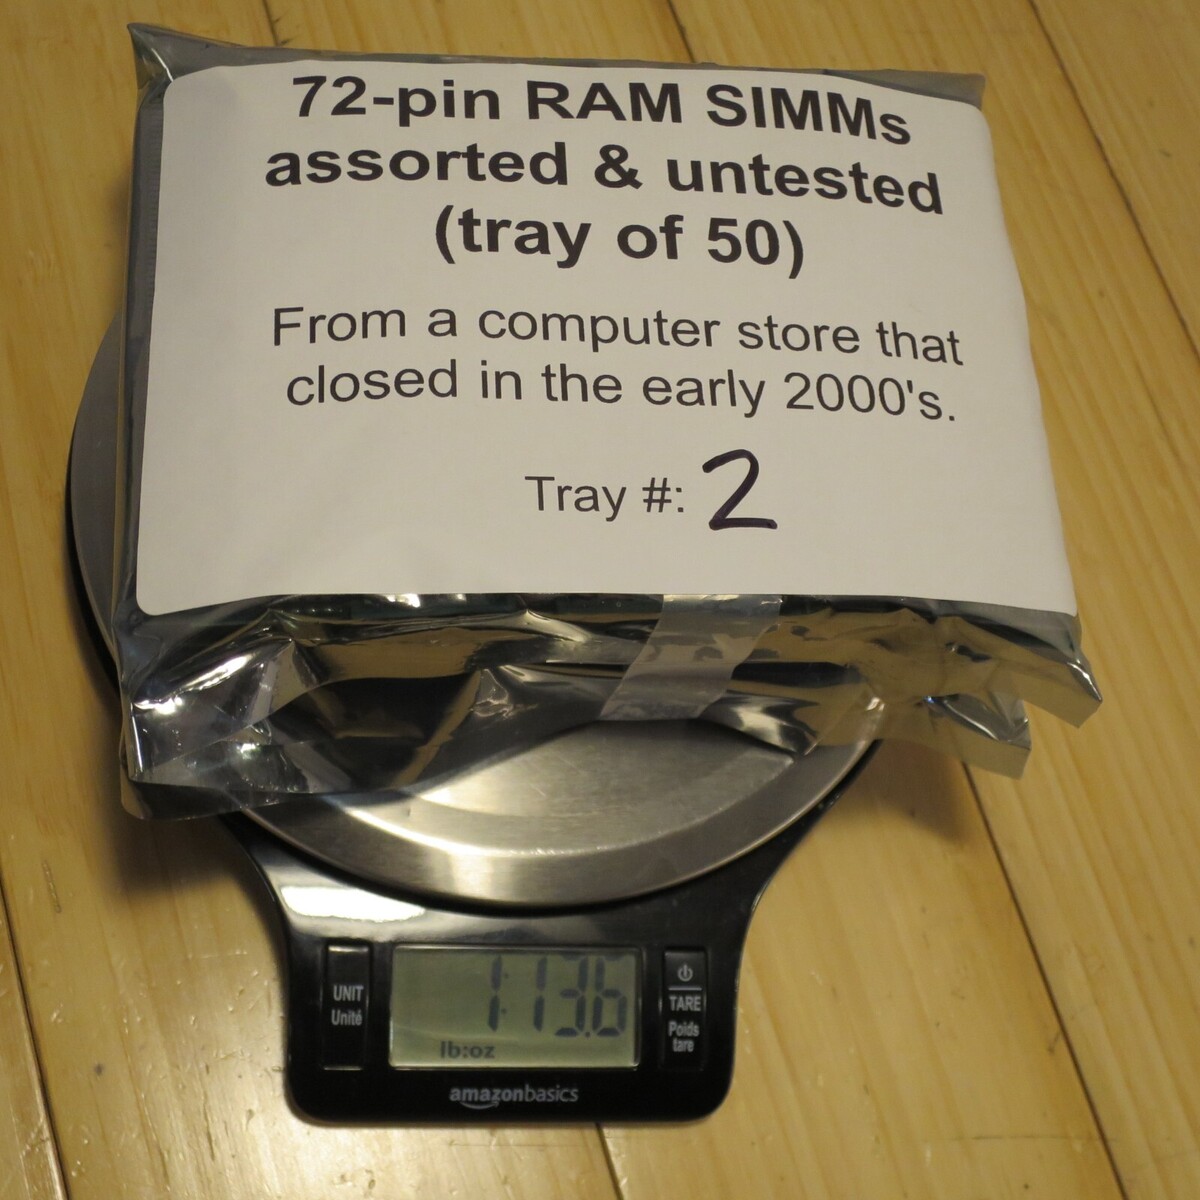 72-pin RAM SIMMs
assorted & untested
(tray of 50)
From a computer store that
closed in the early 2000's.
Tray #: 2
UNIT
Unité
1:13.6
lb:oz
TARE
Poids
tare
amazonbasics